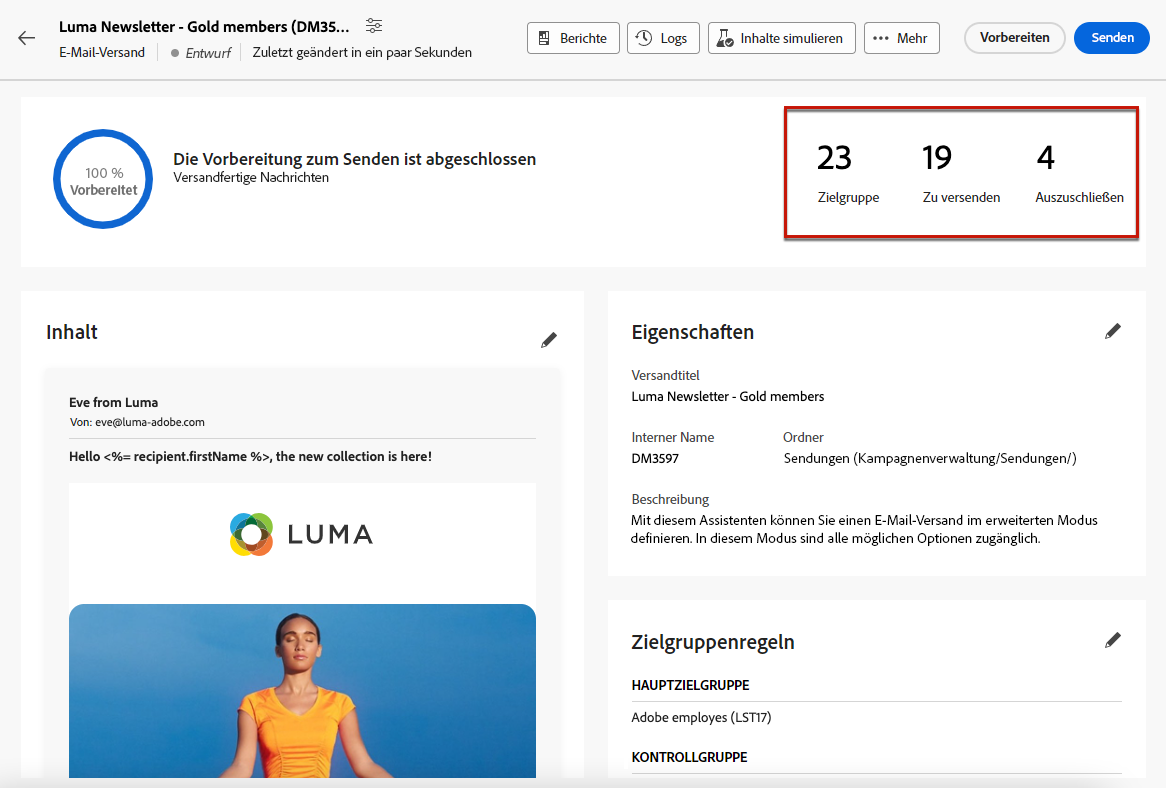 Luma Newsletter - Gold members (DM35...
E-Mail-Versand
Entwurf
Zuletzt geändert in ein paar Sekunden
Berichte
Logs
Inhalte simulieren
Mehr
Vorbereiten
Senden
100 %
Vorbereitet
Die Vorbereitung zum Senden ist abgeschlossen
Versandfertige Nachrichten
23
Zielgruppe
19
Zu versenden
4
Auszuschließen
Inhalt
Eve from Luma
Von: eve@luma-adobe.com
Hello <%= recipient.firstName %>, the new collection is here!
LUMA
Eigenschaften
Versandtitel
Luma Newsletter - Gold members
Interner Name
DM3597
Ordner
Sendungen (Kampagnenverwaltung/Sendungen/)
Beschreibung
Mit diesem Assistenten können Sie einen E-Mail-Versand im erweiterten Modus
definieren. In diesem Modus sind alle möglichen Optionen zugänglich.
Zielgruppenregeln
HAUPTZIELGRUPPE
Adobe employes (LST17)
KONTROLLGRUPPE